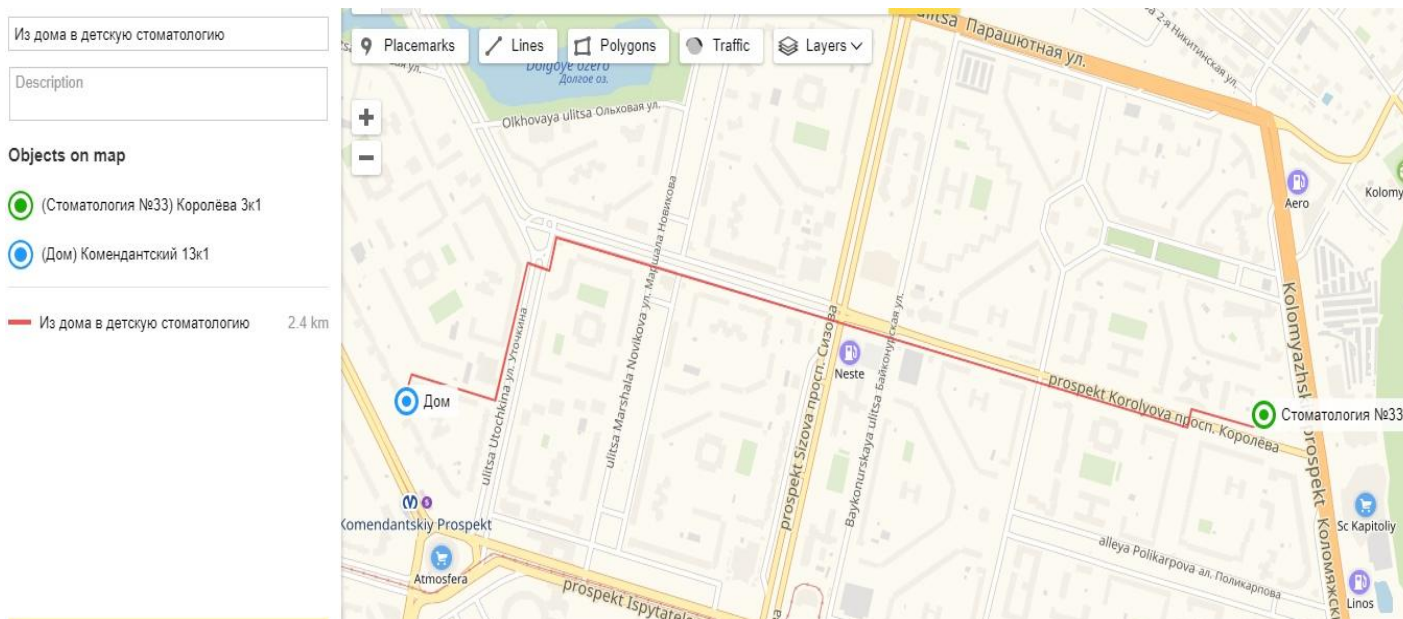 Из дома в детскую стоматологию
Description
Objects on map
(Стоматология №33) Королёва 3к1
(Дом) Комендантский 13к1
Из дома в детскую стоматологию 2.4 km
Placemarks
Lines
Polygons
Traffic
Layers
Dolgoye ozero
Долгое оз.
Olkhovaya ulitsa Ольховая ул.
ulitsa Парашютная ул.
2-я Никитинская ул.
Aero
Kolomy
ulitsa Marshala Novikova ул. Маршала Новикова
ulitsa Utochkina ул. Уточкина
prospekt Sizova просп. Сизова
Baykonurskaya ulitsa Байконурская ул.
Neste
prospekt Korolyova просп. Королёва
Дом
Стоматология №33
Kolomyazhskiy prospekt Коломяжски
Komendantskiy Prospekt
Atmosfera
prospekt Ispytatele
alleya Polikarpova ал. Поликарпова
Sc Kapitoliy
Linos